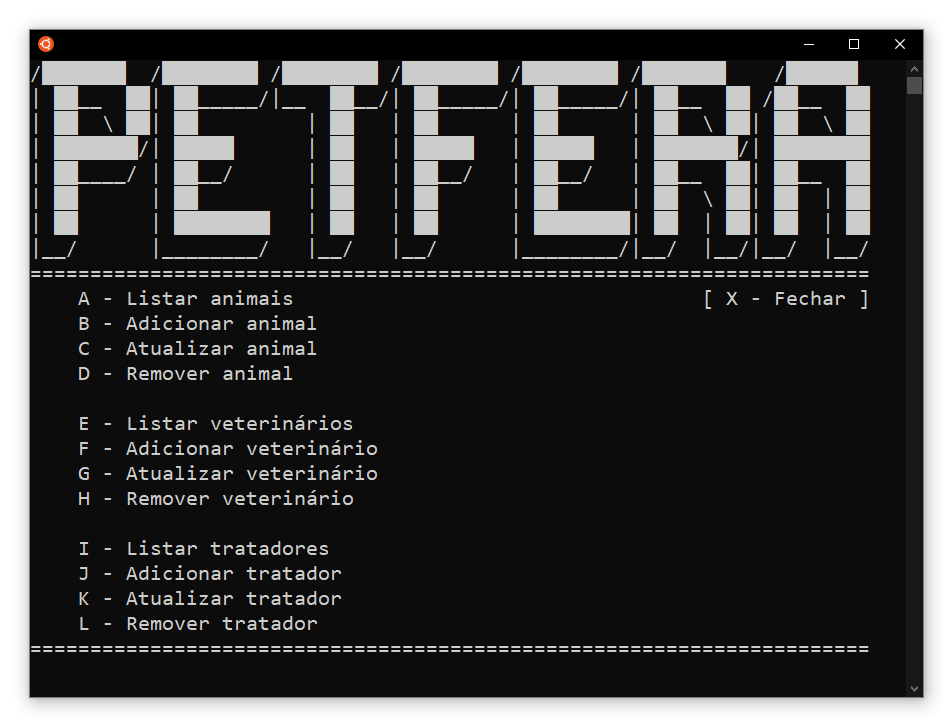 PETFERA
A - Listar animais [ X - Fechar ]
B - Adicionar animal
C - Atualizar animal
D - Remover animal
E - Listar veterinários
F - Adicionar veterinário
G - Atualizar veterinário
H - Remover veterinário
I - Listar tratadores
J - Adicionar tratador
K - Atualizar tratador
L - Remover tratador